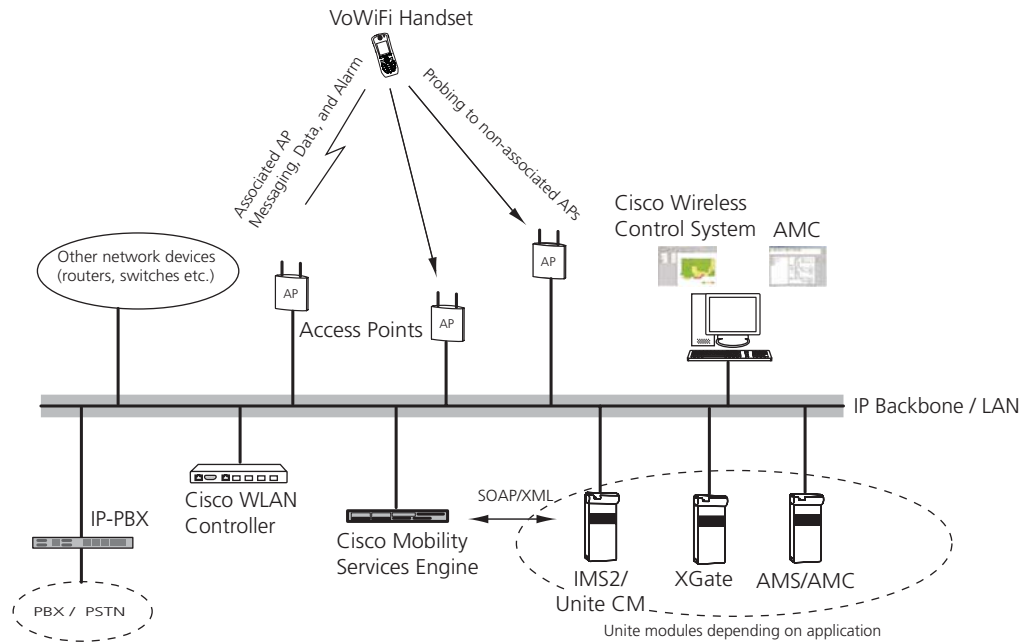 VoWiFi Handset
Associated AP
Messaging, Data, and Alarm
Probing to non-associated APs
Cisco Wireless
Control System
AMC
Other network devices
(routers, switches etc.)
AP
AP
AP
Access Points
IP Backbone / LAN
Cisco WLAN
Controller
IP-PBX
SOAP/XML
Cisco Mobility
Services Engine
IMS2/
Unite CM
XGate
AMS/AMC
PBX / PSTN
Unite modules depending on application